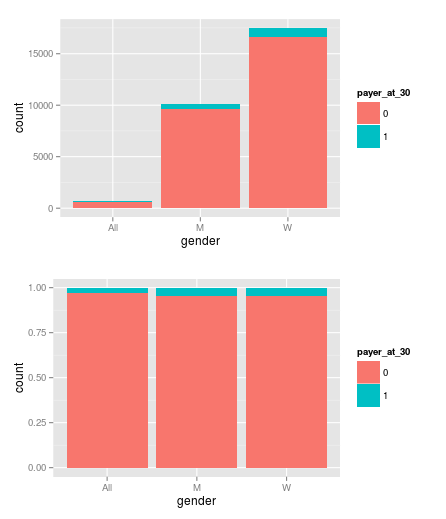 15000
10000
5000
0
count
All M W
gender
payer_at_30
0
1
1.00
0.75
0.50
0.25
0.00
count
All M W
gender
payer_at_30
0
1